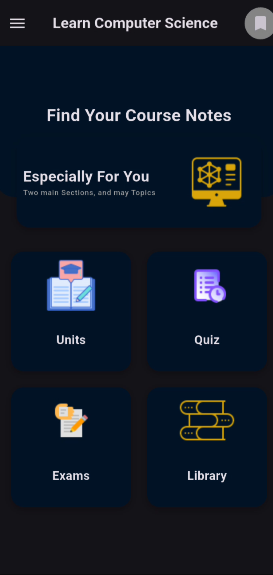 Learn Computer Science
Find Your Course Notes
Especially For You
Two main Sections, and may Topics
Units
Quiz
Exams
Library